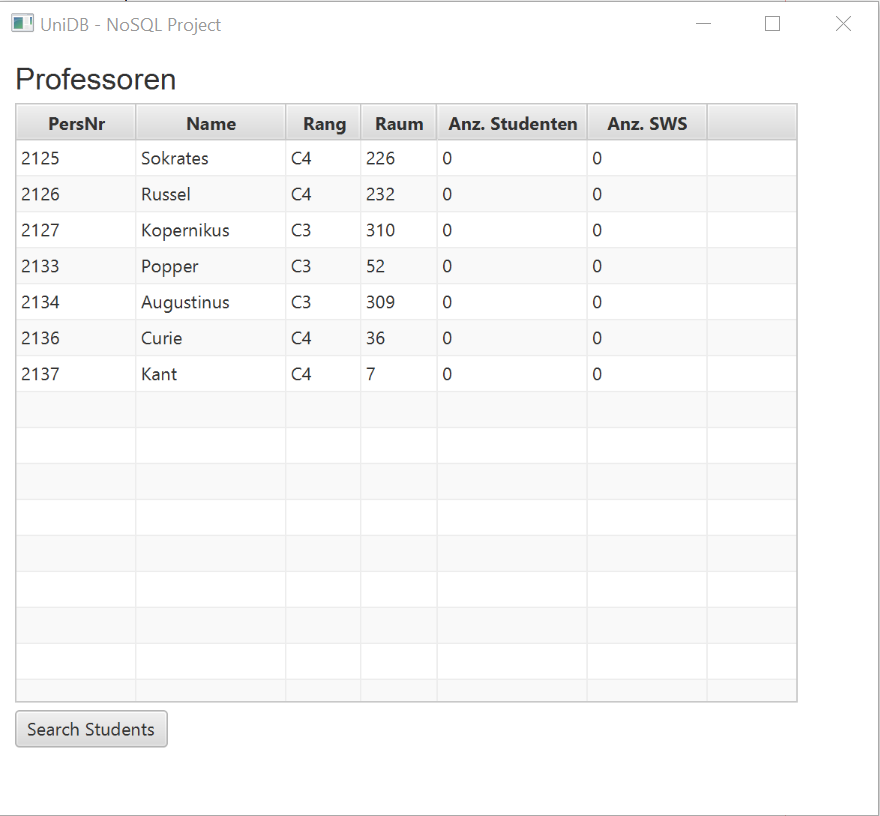 UniDB - NoSQL Project
Professoren
PersNr Name Rang Raum Anz. Studenten Anz. SWS
2125 Sokrates C4 226 0 0
2126 Russel C4 232 0 0
2127 Kopernikus C3 310 0 0
2133 Popper C3 52 0 0
2134 Augustinus C3 309 0 0
2136 Curie C4 36 0 0
2137 Kant C4 7 0 0
Search Students